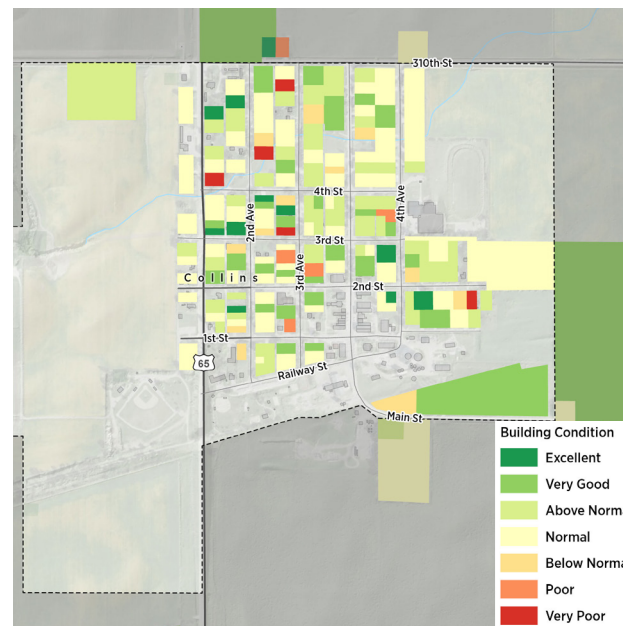 310th St
4th St
4th Ave
2nd Ave
3rd St
3rd Ave
Collins
2nd St
1st St
65
Railway St
Main St
Building Condition
Excellent
Very Good
Above Norma
Normal
Below Norma
Poor
Very Poor